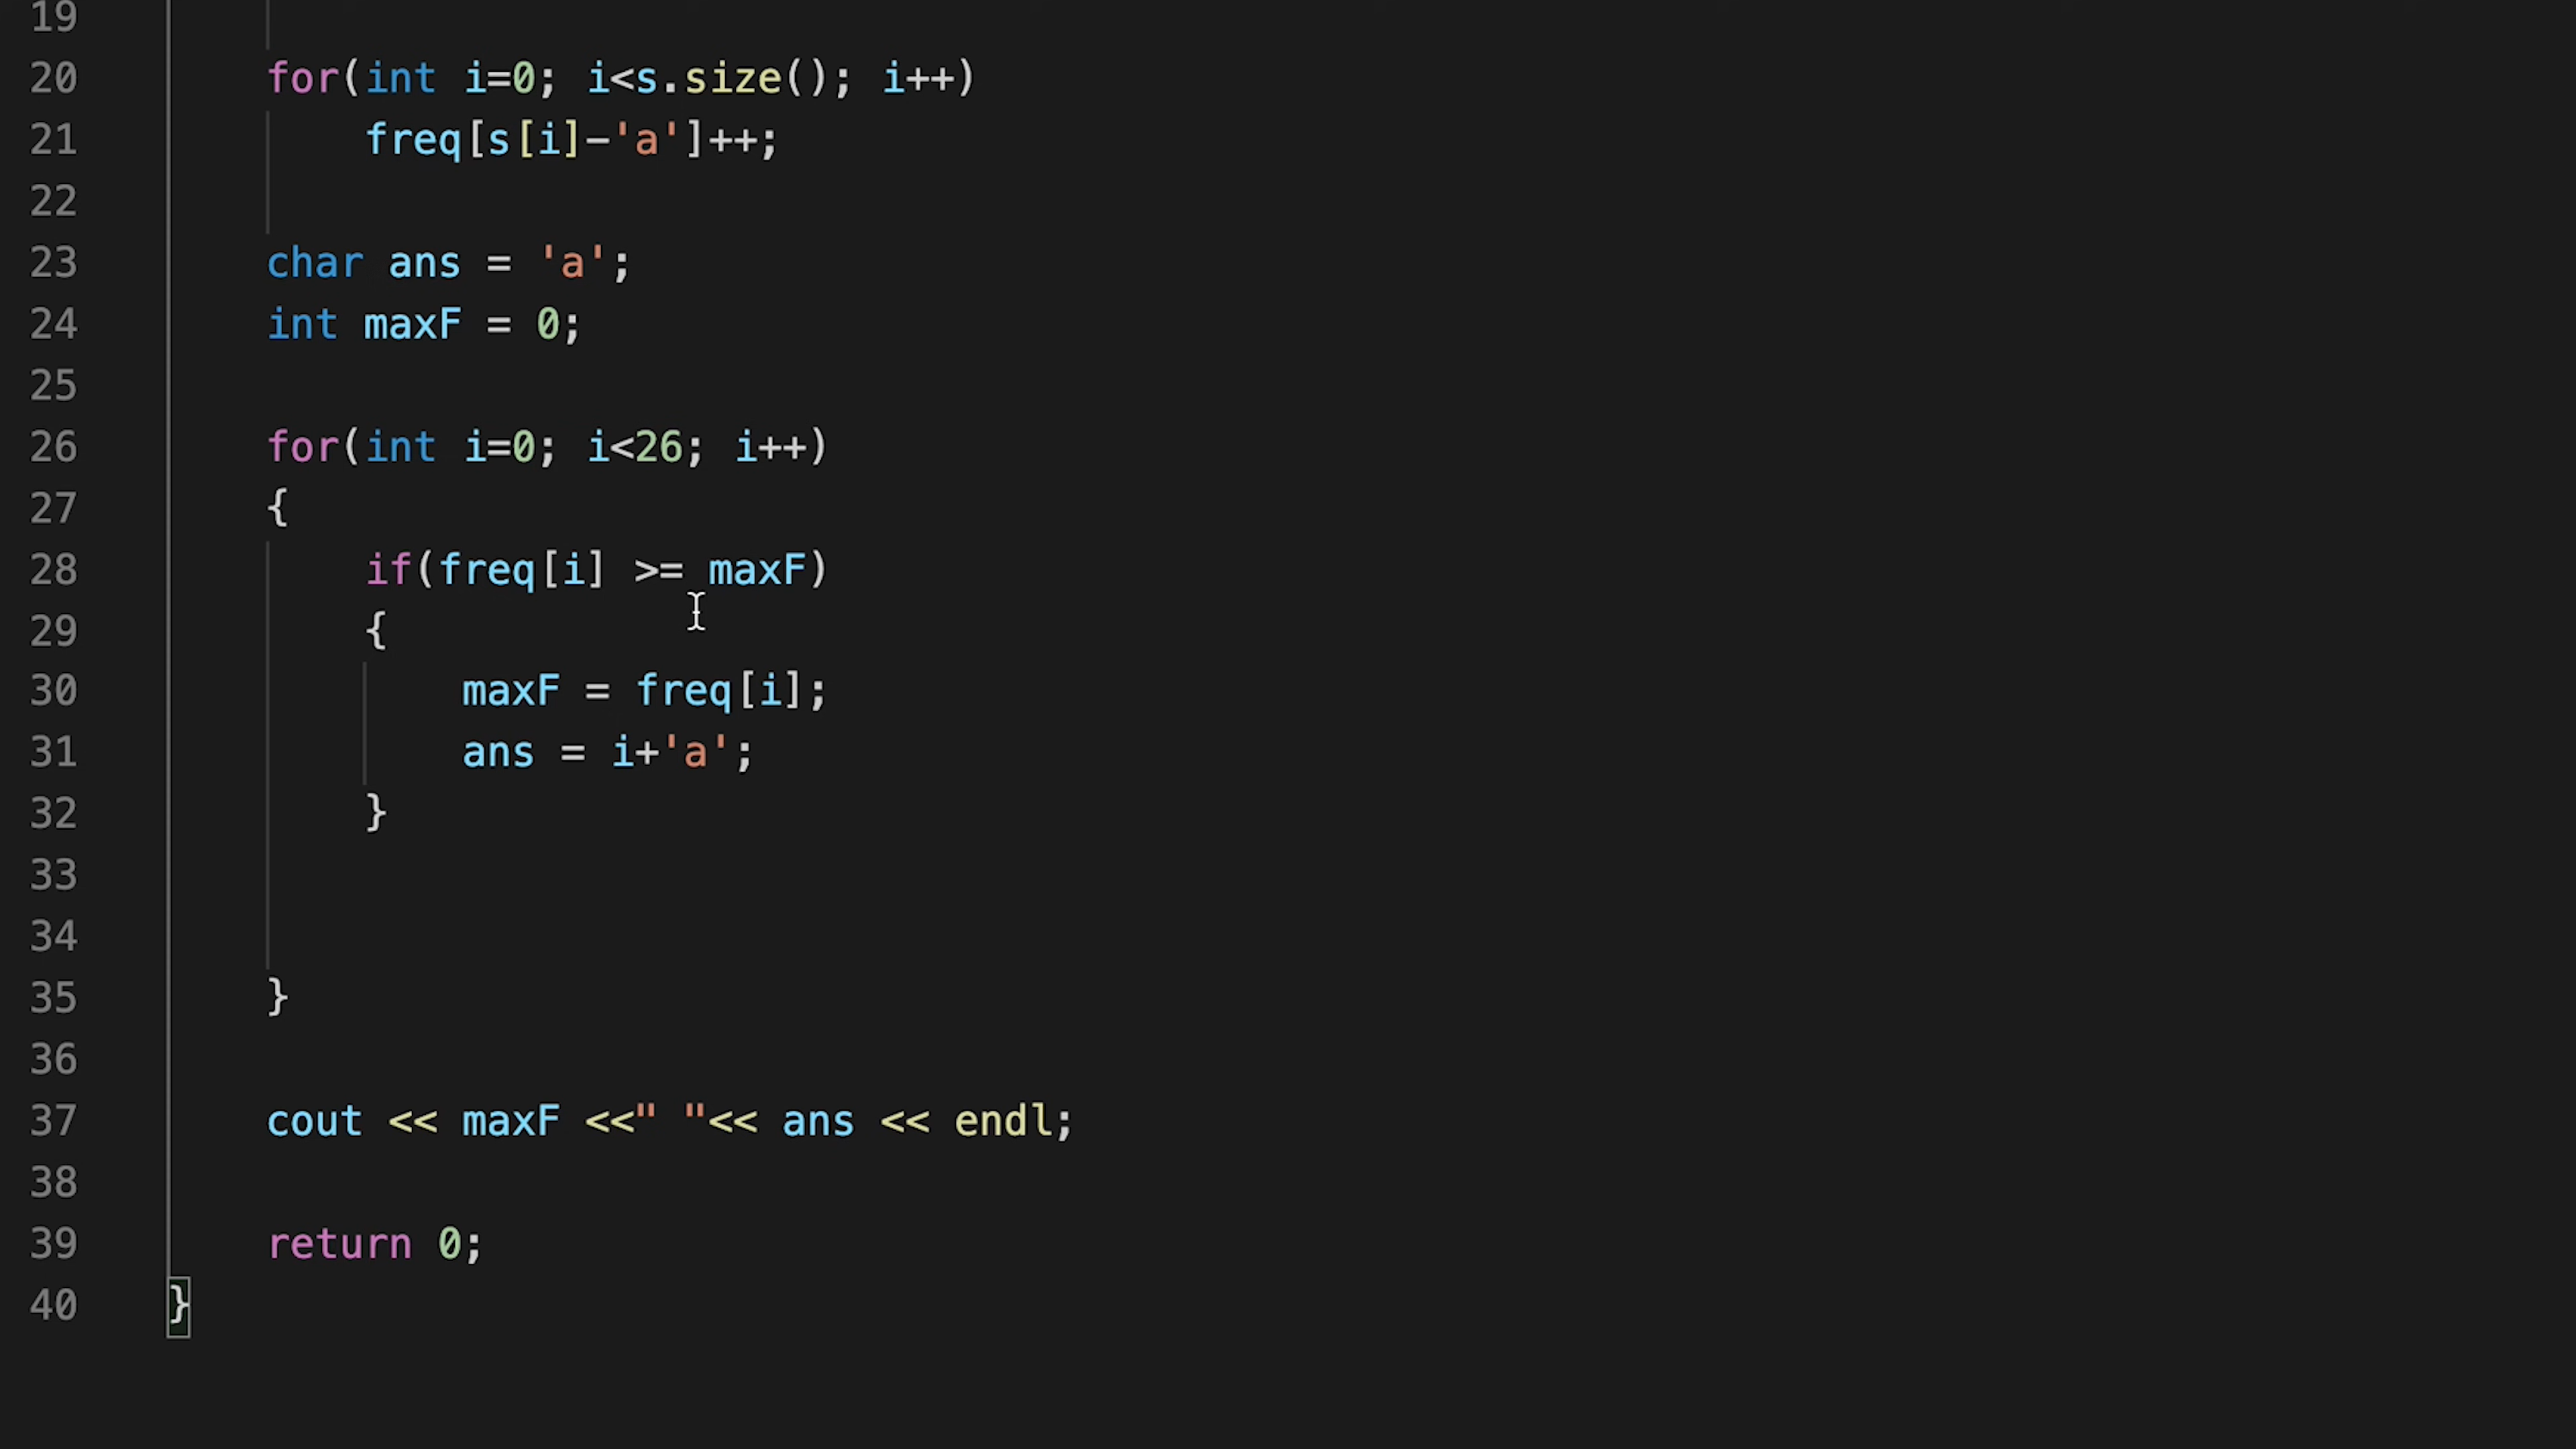 19
20 for(int i=0; i<s.size(); i++)
21 freq[s[i]-'a']++;
22
23 char ans = 'a';
24 int maxF = 0;
25
26 for(int i=0; i<26; i++)
27 {
28 if(freq[i] >= maxF)
29 {
30 maxF = freq[i];
31 ans = i+'a';
32 }
33
34
35 }
36
37 cout << maxF <<" "<< ans << endl;
38
39 return 0;
40 }